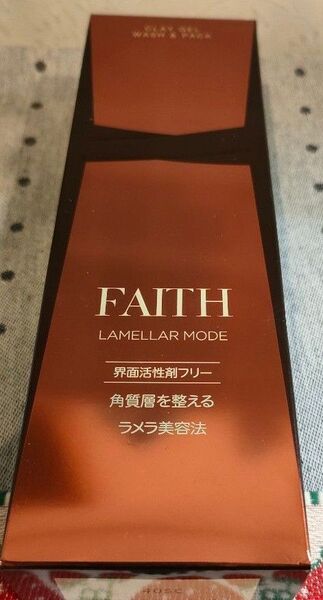 CLAY GEL
WASH & PACK
FAITH
LAMELLAR MODE
界面活性剤フリー
角質層を整える
ラメラ美容法